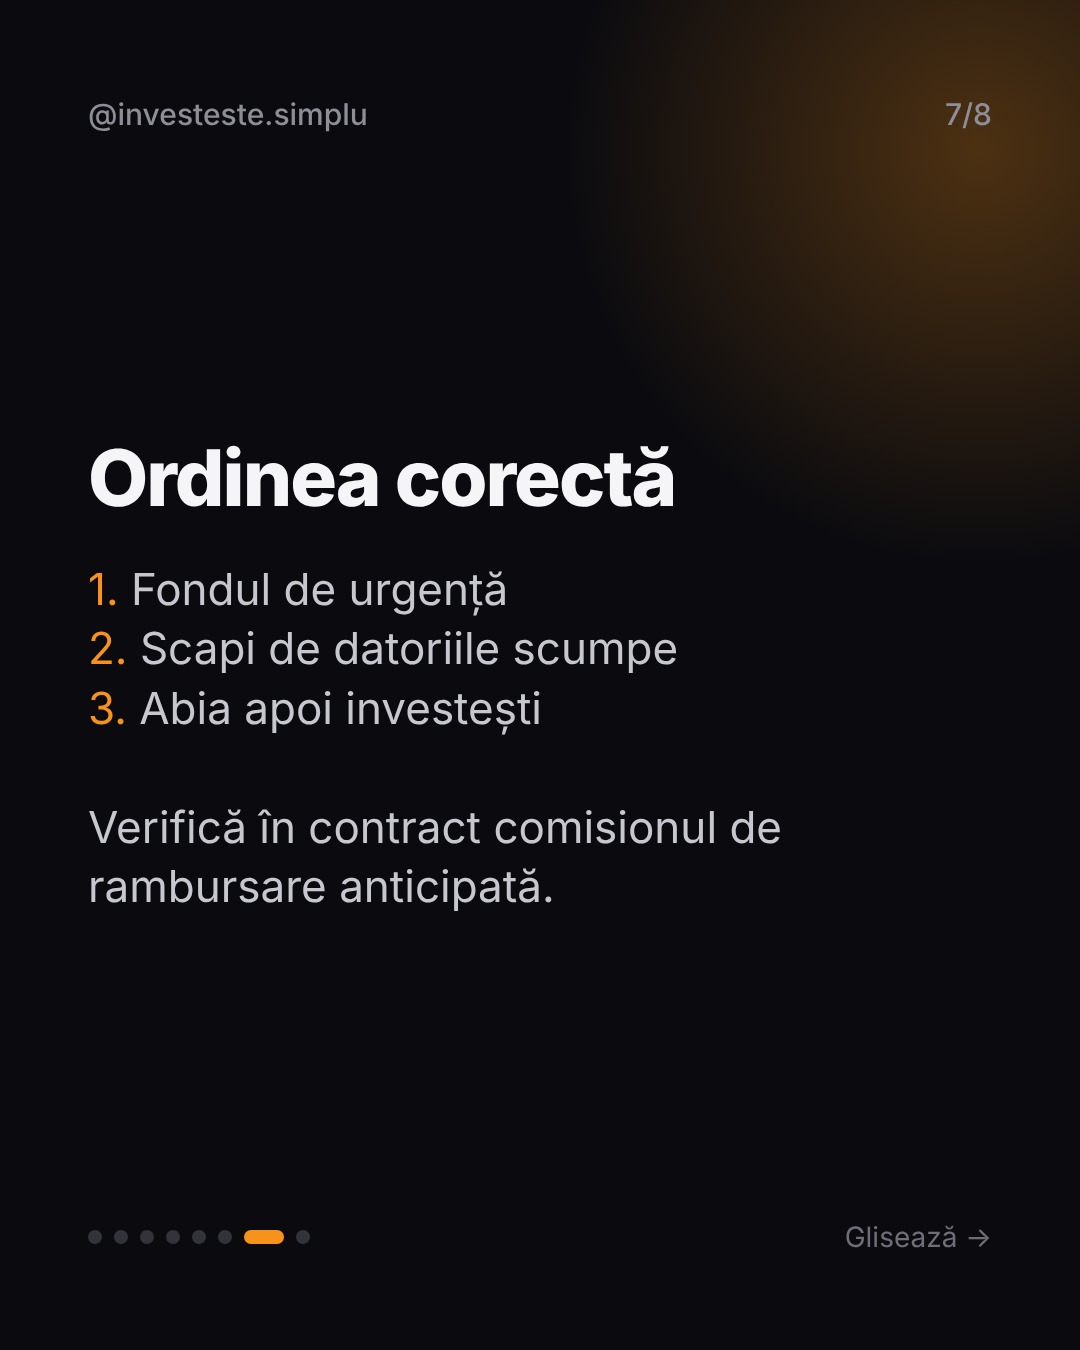 @investeste.simplu
7/8
Ordinea corectă
1. Fondul de urgență
2. Scapi de datoriile scumpe
3. Abia apoi investești
Verifică în contract comisionul de
rambursare anticipată.
Glisează →